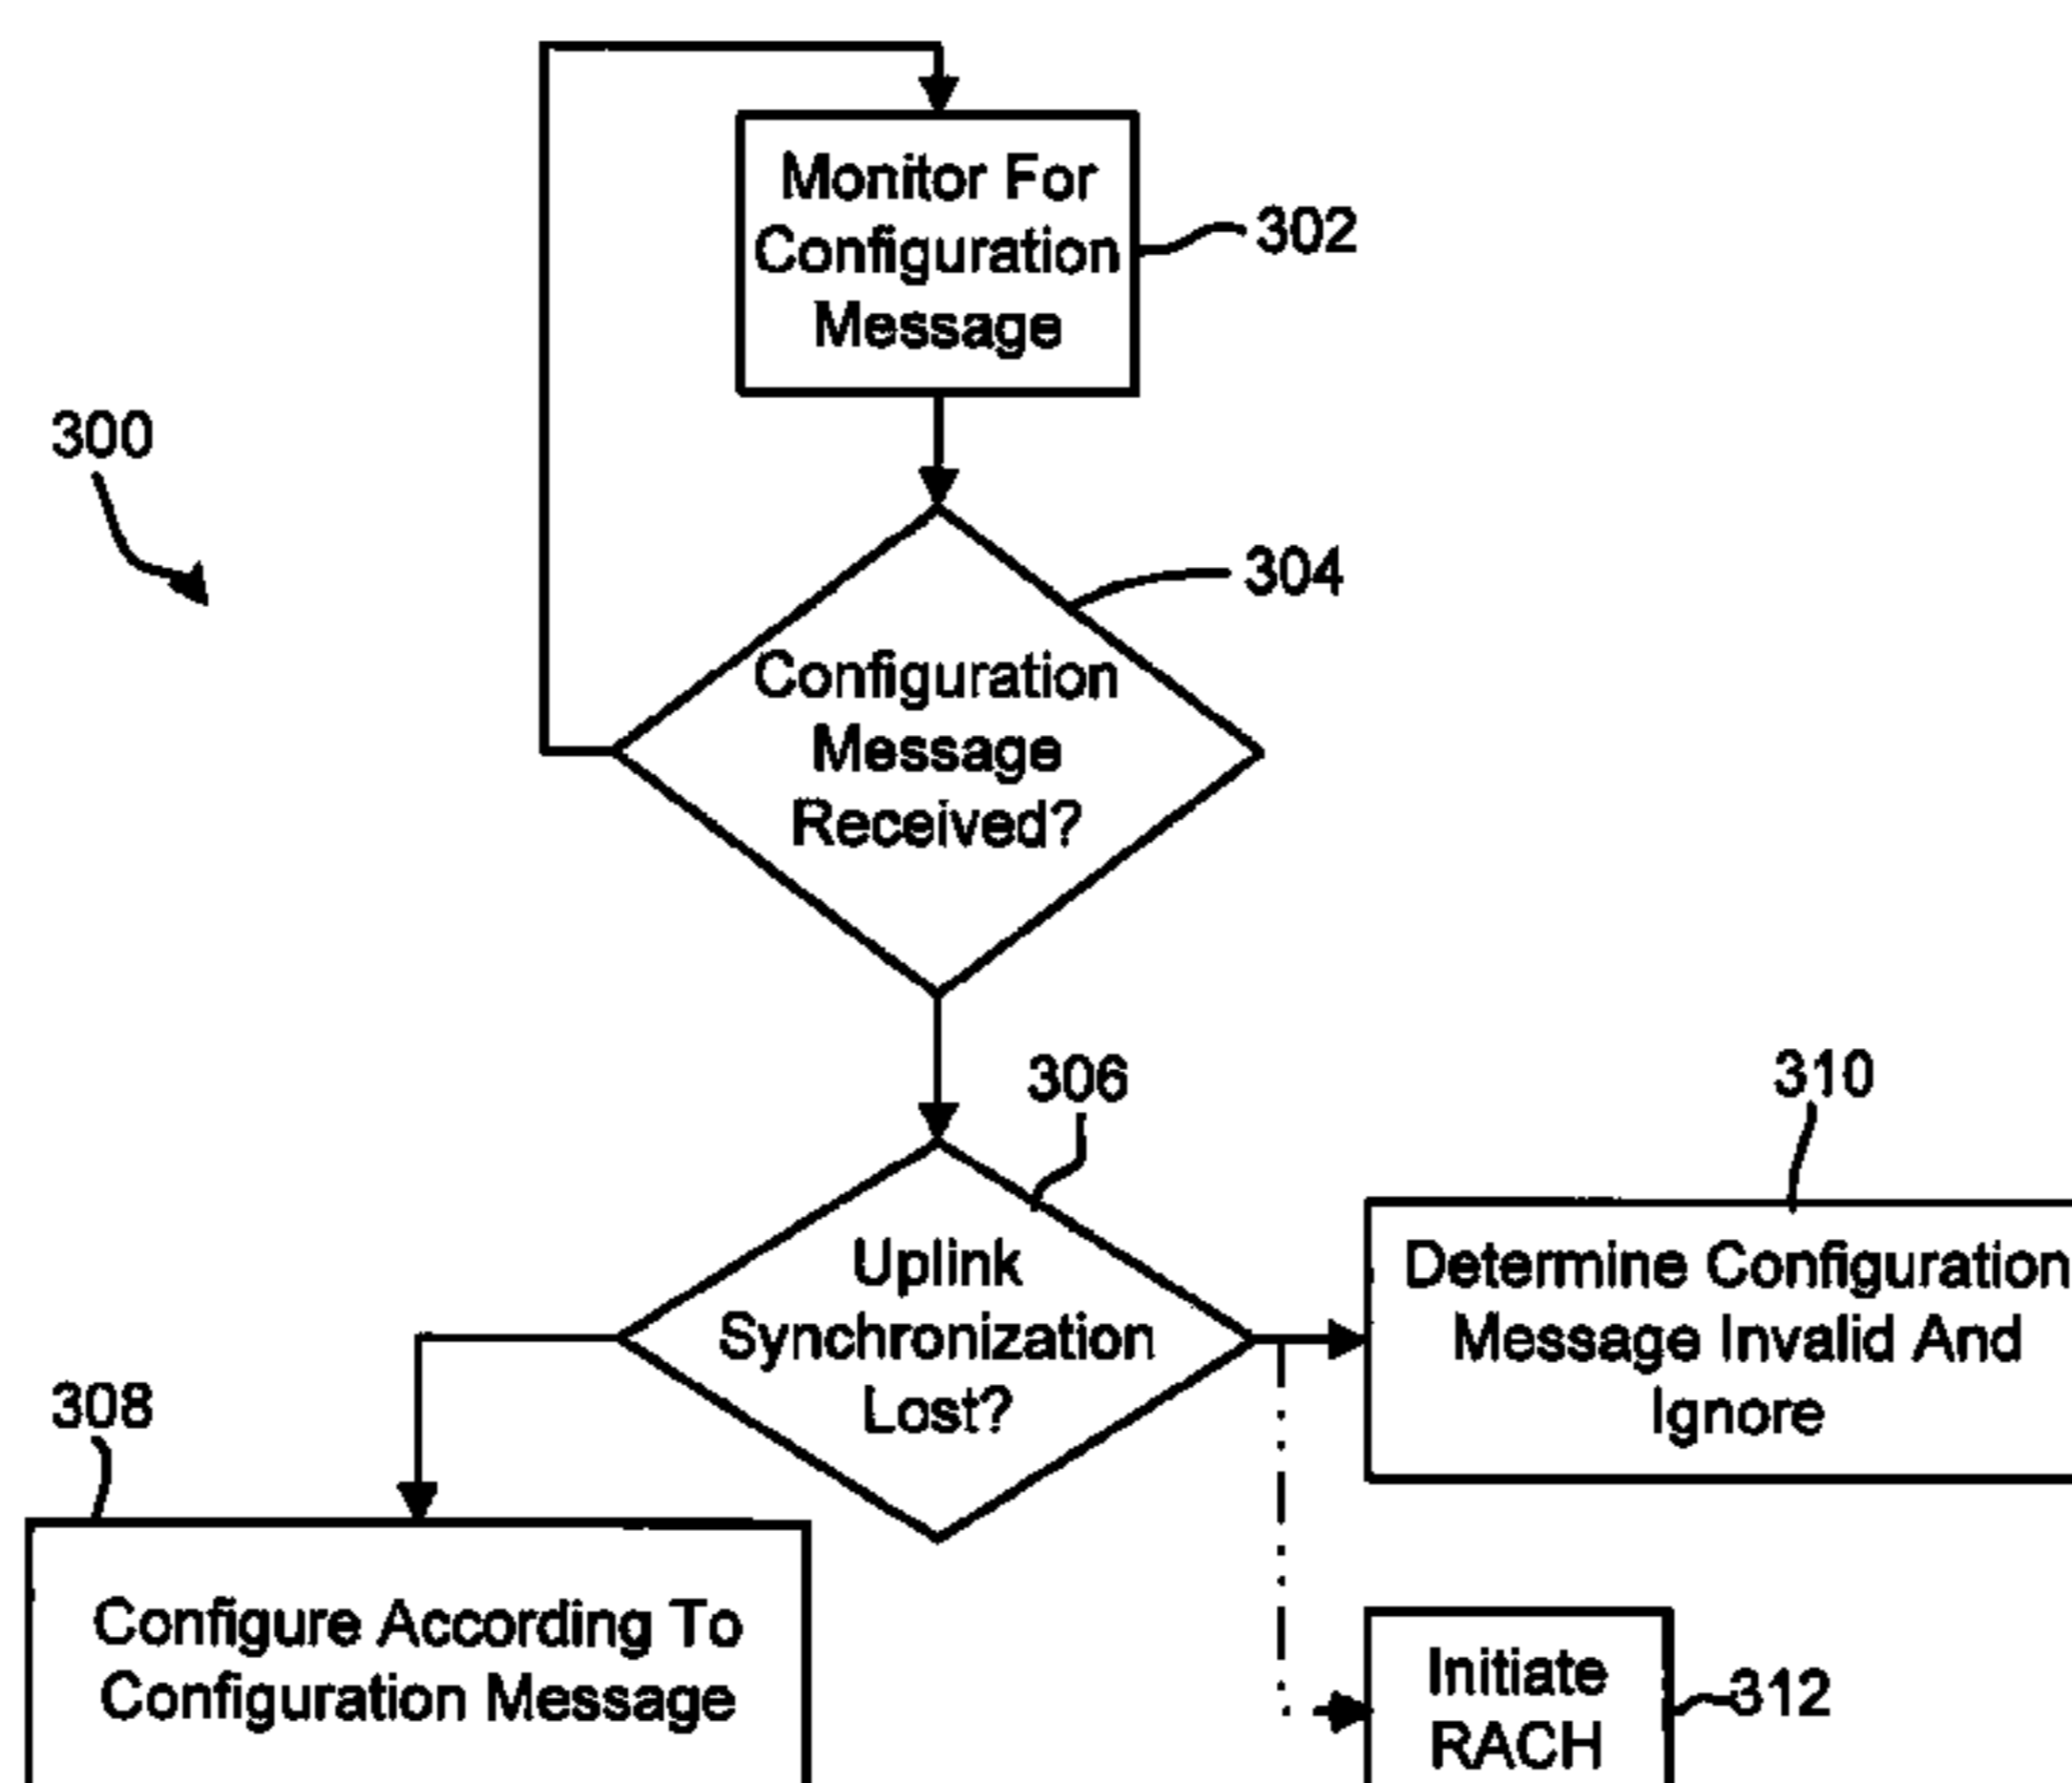 Monitor For
Configuration
Message
302
300
304
Configuration
Message
Received?
306
310
Uplink
Synchronization
Lost?
Determine Configuration
Message Invalid And
Ignore
308
Configure According To
Configuration Message
Initiate
RACH
312